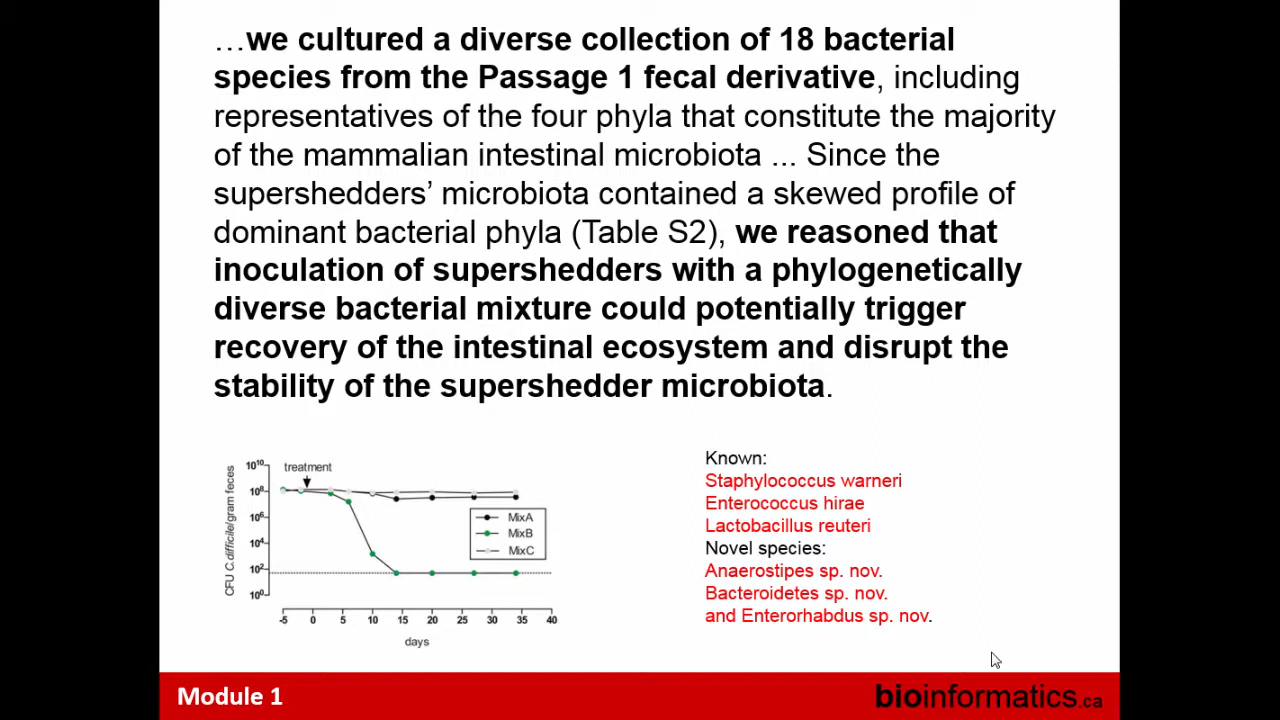 …we cultured a diverse collection of 18 bacterial
species from the Passage 1 fecal derivative, including
representatives of the four phyla that constitute the majority
of the mammalian intestinal microbiota ... Since the
supershedders’ microbiota contained a skewed profile of
dominant bacterial phyla (Table S2), we reasoned that
inoculation of supershedders with a phylogenetically
diverse bacterial mixture could potentially trigger
recovery of the intestinal ecosystem and disrupt the
stability of the supershedder microbiota.
CFU C.difficile/gram feces
10¹⁰
10⁸
10⁶
10⁴
10²
10⁰
treatment
MixA
MixB
MixC
-5 0 5 10 15 20 25 30 35 40
days
Known:
Staphylococcus warneri
Enterococcus hirae
Lactobacillus reuteri
Novel species:
Anaerostipes sp. nov.
Bacteroidetes sp. nov.
and Enterorhabdus sp. nov.
Module 1
bioinformatics.ca